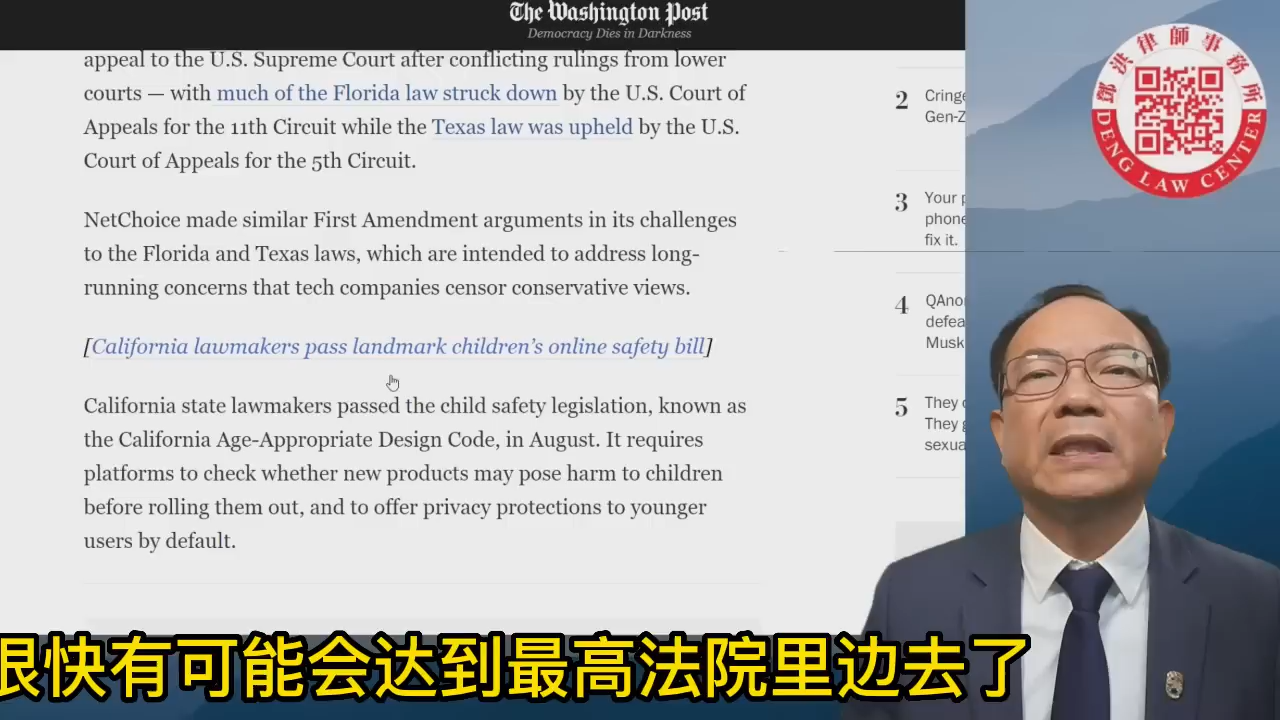 The Washington Post
Democracy Dies in Darkness
appeal to the U.S. Supreme Court after conflicting rulings from lower
courts — with much of the Florida law struck down by the U.S. Court of
Appeals for the 11th Circuit while the Texas law was upheld by the U.S.
Court of Appeals for the 5th Circuit.
NetChoice made similar First Amendment arguments in its challenges
to the Florida and Texas laws, which are intended to address long-
running concerns that tech companies censor conservative views.
[California lawmakers pass landmark children’s online safety bill]
California state lawmakers passed the child safety legislation, known as
the California Age-Appropriate Design Code, in August. It requires
platforms to check whether new products may pose harm to children
before rolling them out, and to offer privacy protections to younger
users by default.
2
Cringe
Gen-Z
3
Your p
phone
fix it.
4
QAno
defea
Musk
5
They
They
sexua
鄧洪律師事務所
DENG LAW CENTER
很快有可能会达到最高法院里边去了